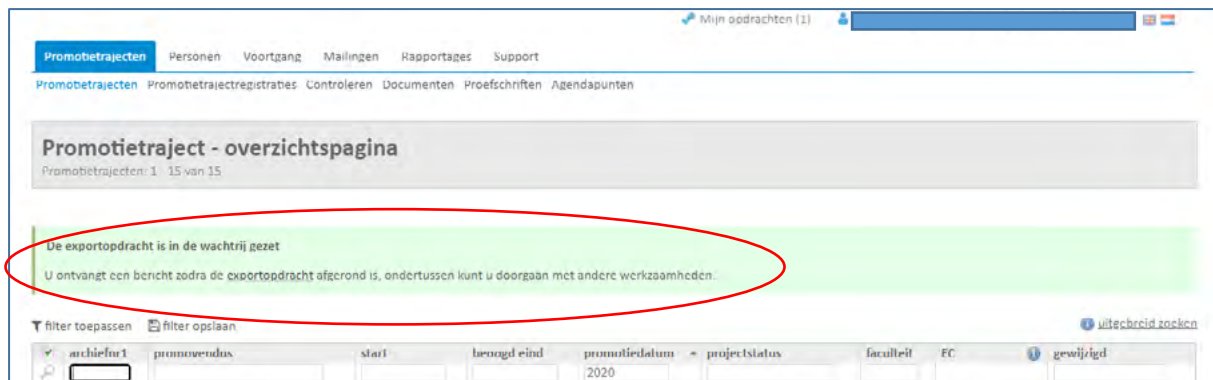 Mijn opdrachten (1)
Promotietrajecten Personen Voortgang Mailingen Rapportages Support
Promotietrajecten Promotietrajectregistraties Controleren Documenten Proefschriften Agendapunten
Promotietraject - overzichtspagina
Promotietrajecten: 1 - 15 van 15
De exportopdracht is in de wachtrij gezet
U ontvangt een bericht zodra de exportopdracht afgerond is, ondertussen kunt u doorgaan met andere werkzaamheden.
filter toepassen filter opslaan uitgebreid zoeken
archiefnr1 promovendus start beoogd eind promotiedatum projectstatus faculteit EC gewijzigd
2020